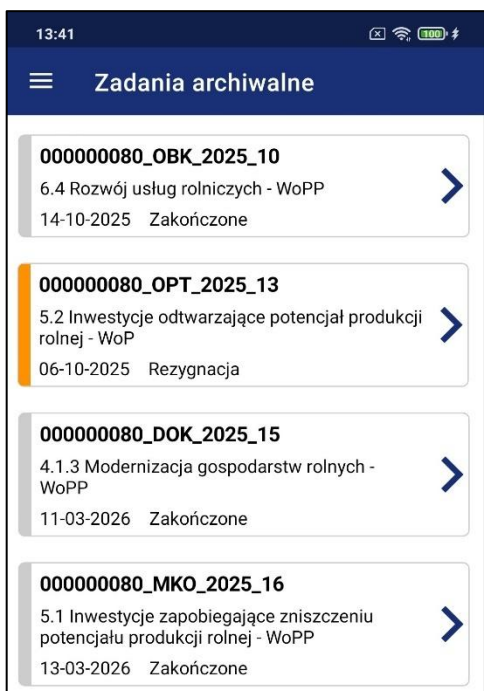 13:41
100
Zadania archiwalne
000000080_OBK_2025_10
6.4 Rozwój usług rolniczych - WoPP
14-10-2025 Zakończone
000000080_OPT_2025_13
5.2 Inwestycje odtwarzające potencjał produkcji
rolnej - WoP
06-10-2025 Rezygnacja
000000080_DOK_2025_15
4.1.3 Modernizacja gospodarstw rolnych -
WoPP
11-03-2026 Zakończone
000000080_MKO_2025_16
5.1 Inwestycje zapobiegające zniszczeniu
potencjału produkcji rolnej - WoPP
13-03-2026 Zakończone